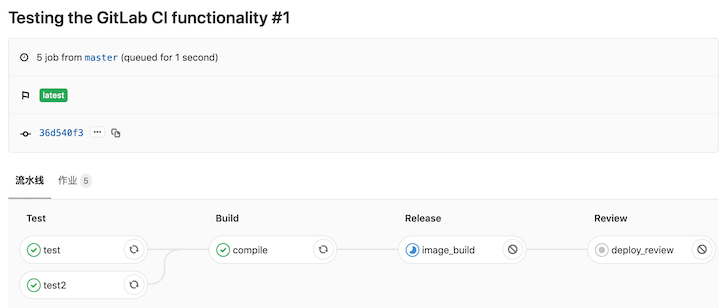 Testing the GitLab CI functionality #1
5 job from master (queued for 1 second)
latest
36d540f3
流水线 作业 5
Test Build Release Review
test compile image_build deploy_review
test2